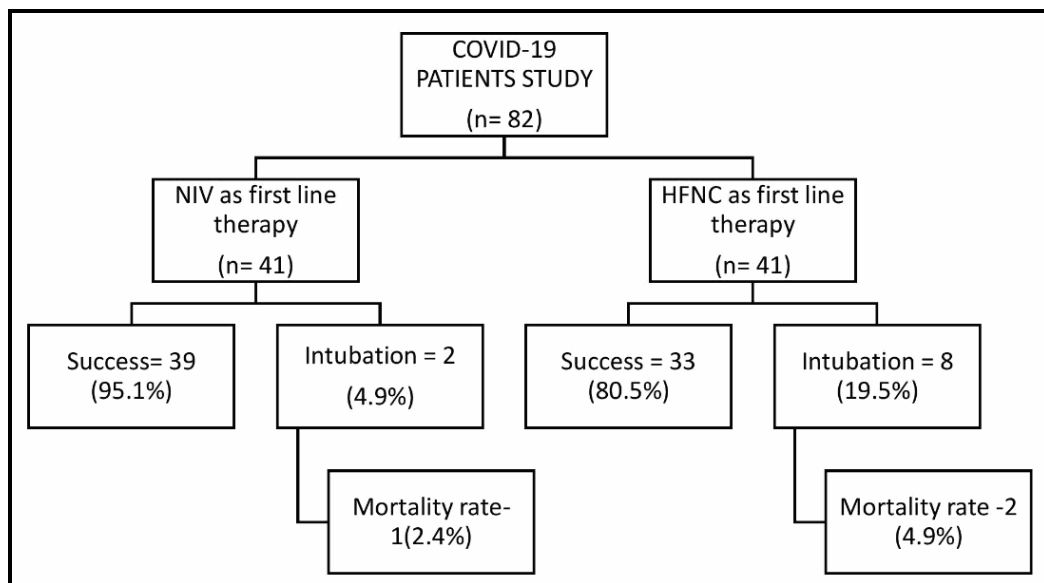 COVID-19
PATIENTS STUDY
(n= 82)
NIV as first line
therapy
(n= 41)
HFNC as first line
therapy
(n= 41)
Success= 39
(95.1%)
Intubation = 2
(4.9%)
Success = 33
(80.5%)
Intubation = 8
(19.5%)
Mortality rate-
1(2.4%)
Mortality rate -2
(4.9%)